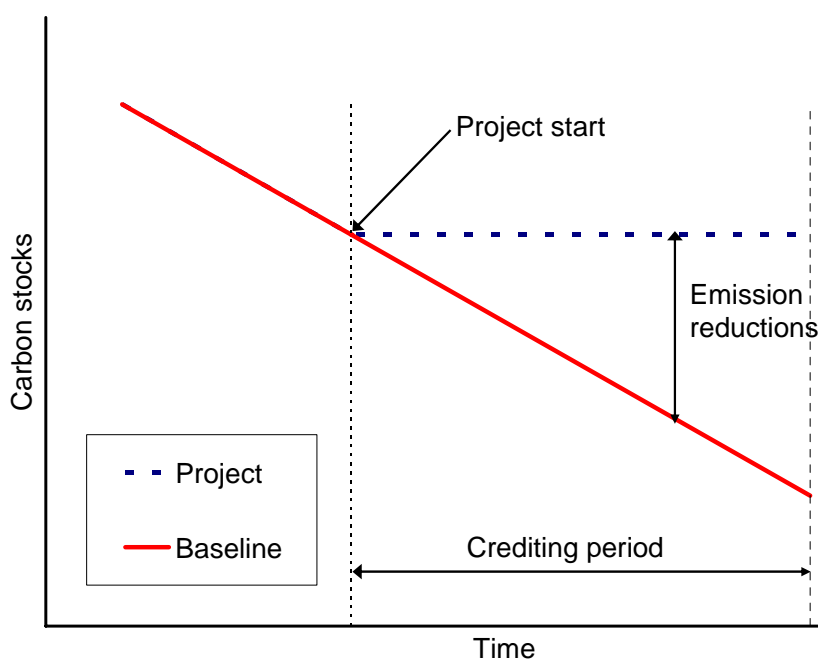 Project start
Emission
reductions
Carbon stocks
Project
Baseline
Crediting period
Time